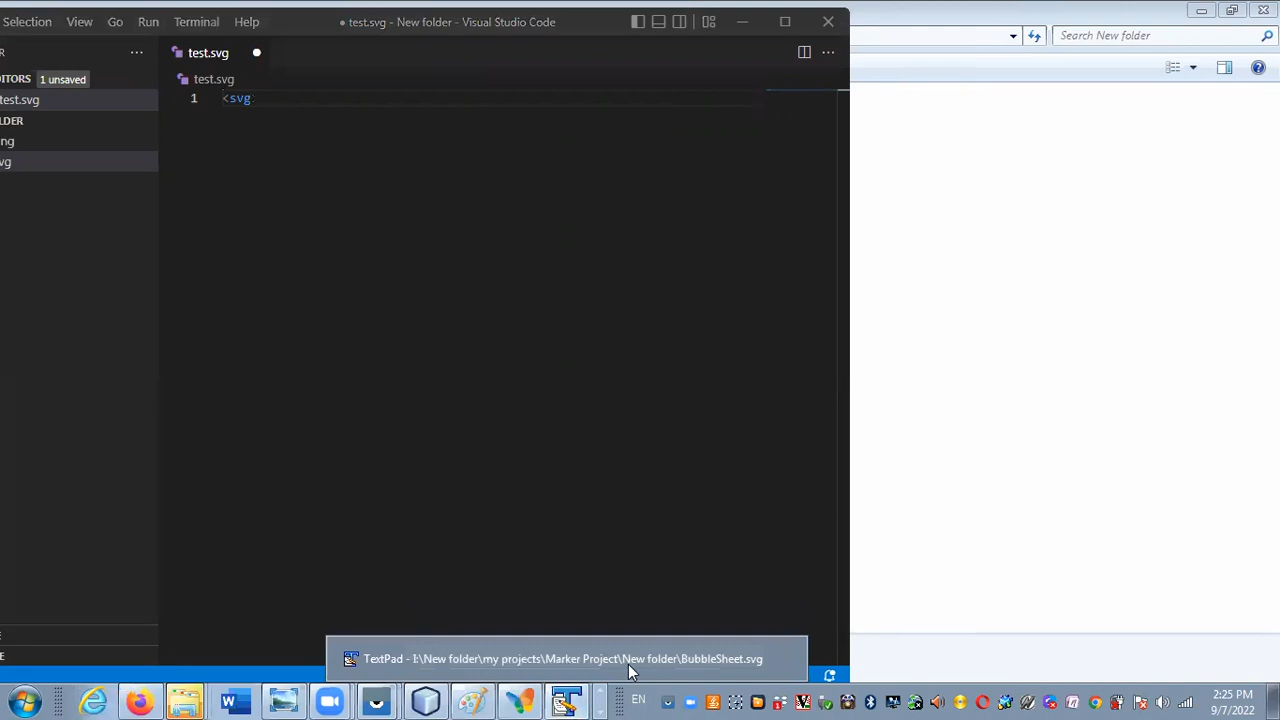 Selection View Go Run Terminal Help ● test.svg - New folder - Visual Studio Code
Search New folder
R
test.svg
DITORS 1 unsaved
test.svg
test.svg
1 <svg
LDER
ng
vg
E
E
TextPad - I:\New folder\my projects\Marker Project\New folder\BubbleSheet.svg
EN
2:25 PM
9/7/2022